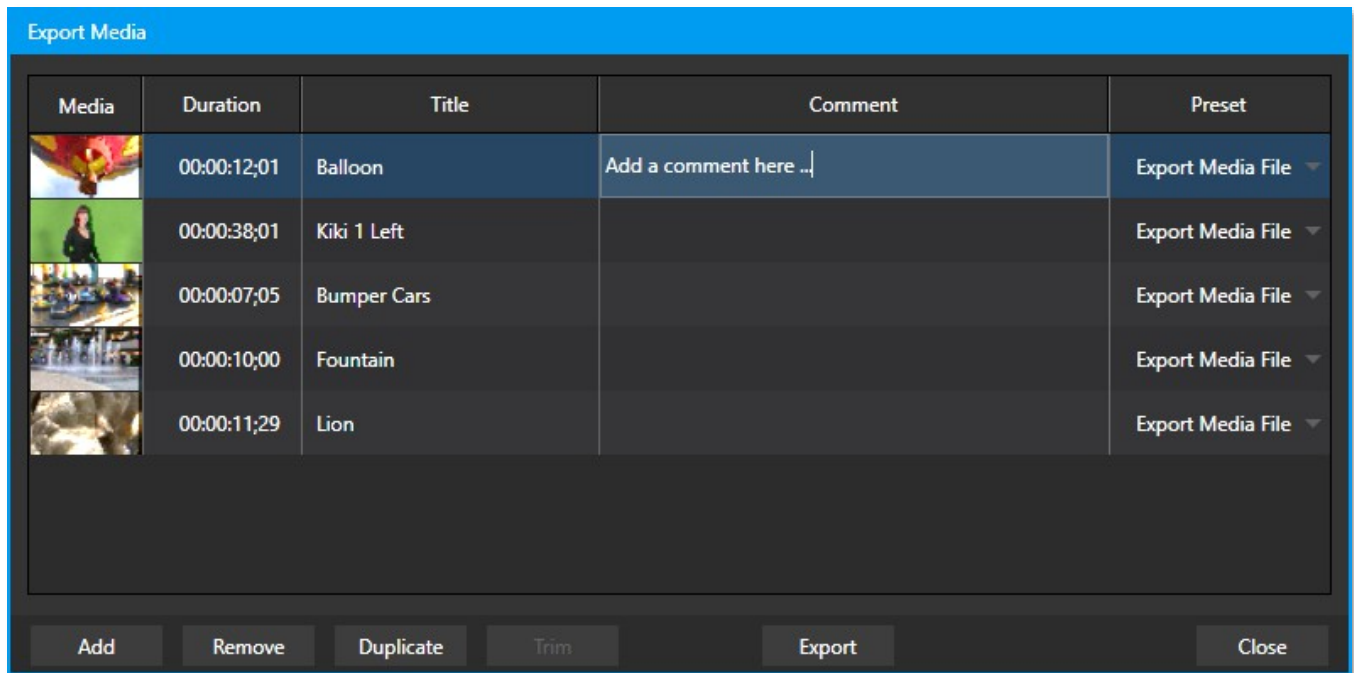 Export Media
Media Duration Title Comment Preset
00:00:12;01 Balloon Add a comment here ... Export Media File
00:00:38;01 Kiki 1 Left Export Media File
00:00:07;05 Bumper Cars Export Media File
00:00:10;00 Fountain Export Media File
00:00:11;29 Lion Export Media File
Add Remove Duplicate Trim Export Close